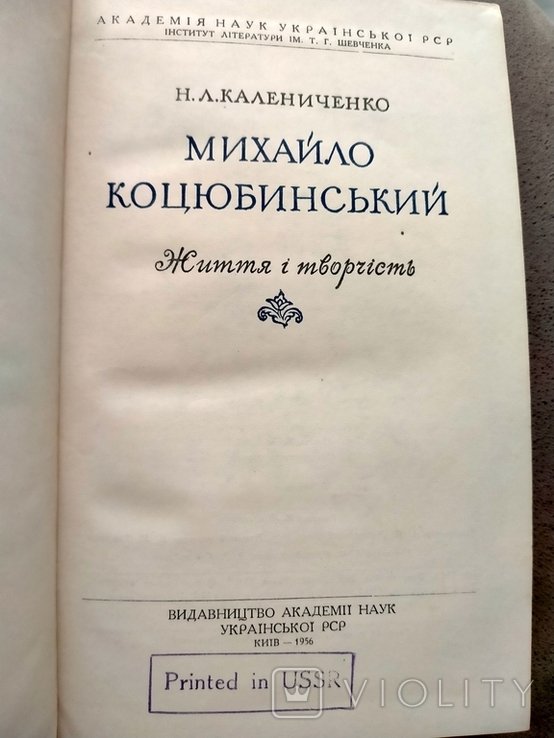 АКАДЕМІЯ НАУК УКРАЇНСЬКОЇ РСР
ІНСТИТУТ ЛІТЕРАТУРИ ІМ. Т. Г. ШЕВЧЕНКА
Н.Л.КАЛЕНИЧЕНКО
МИХАЙЛО
КОЦЮБИНСЬКИЙ
Життя і творчість
ВИДАВНИЦТВО АКАДЕМІЇ НАУК
УКРАЇНСЬКОЇ РСР
КИЇВ — 1956
Printed in USSR
VIOLITY